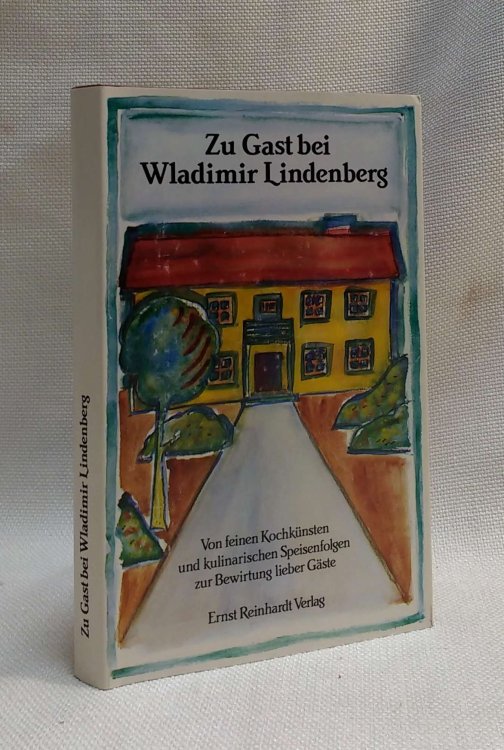 Zu Gast bei
Wladimir Lindenberg
Von feinen Kochkünsten
und kulinarischen Speisenfolgen
zur Bewirtung lieber Gäste
Ernst Reinhardt Verlag
Zu Gast bei Wladimir Lindenberg